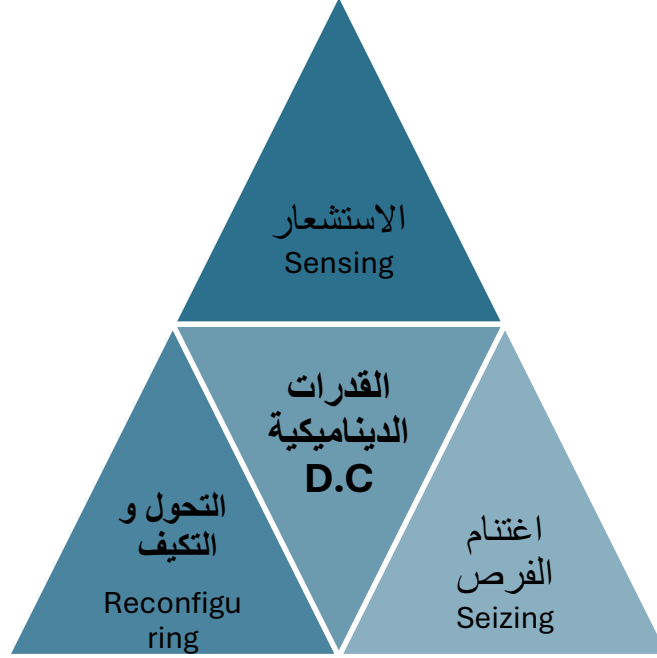 الاستشعار
Sensing
القدرات
الديناميكية
D.C
التحول و
التكيف
Reconfigu
ring
اغتنام
الفرص
Seizing